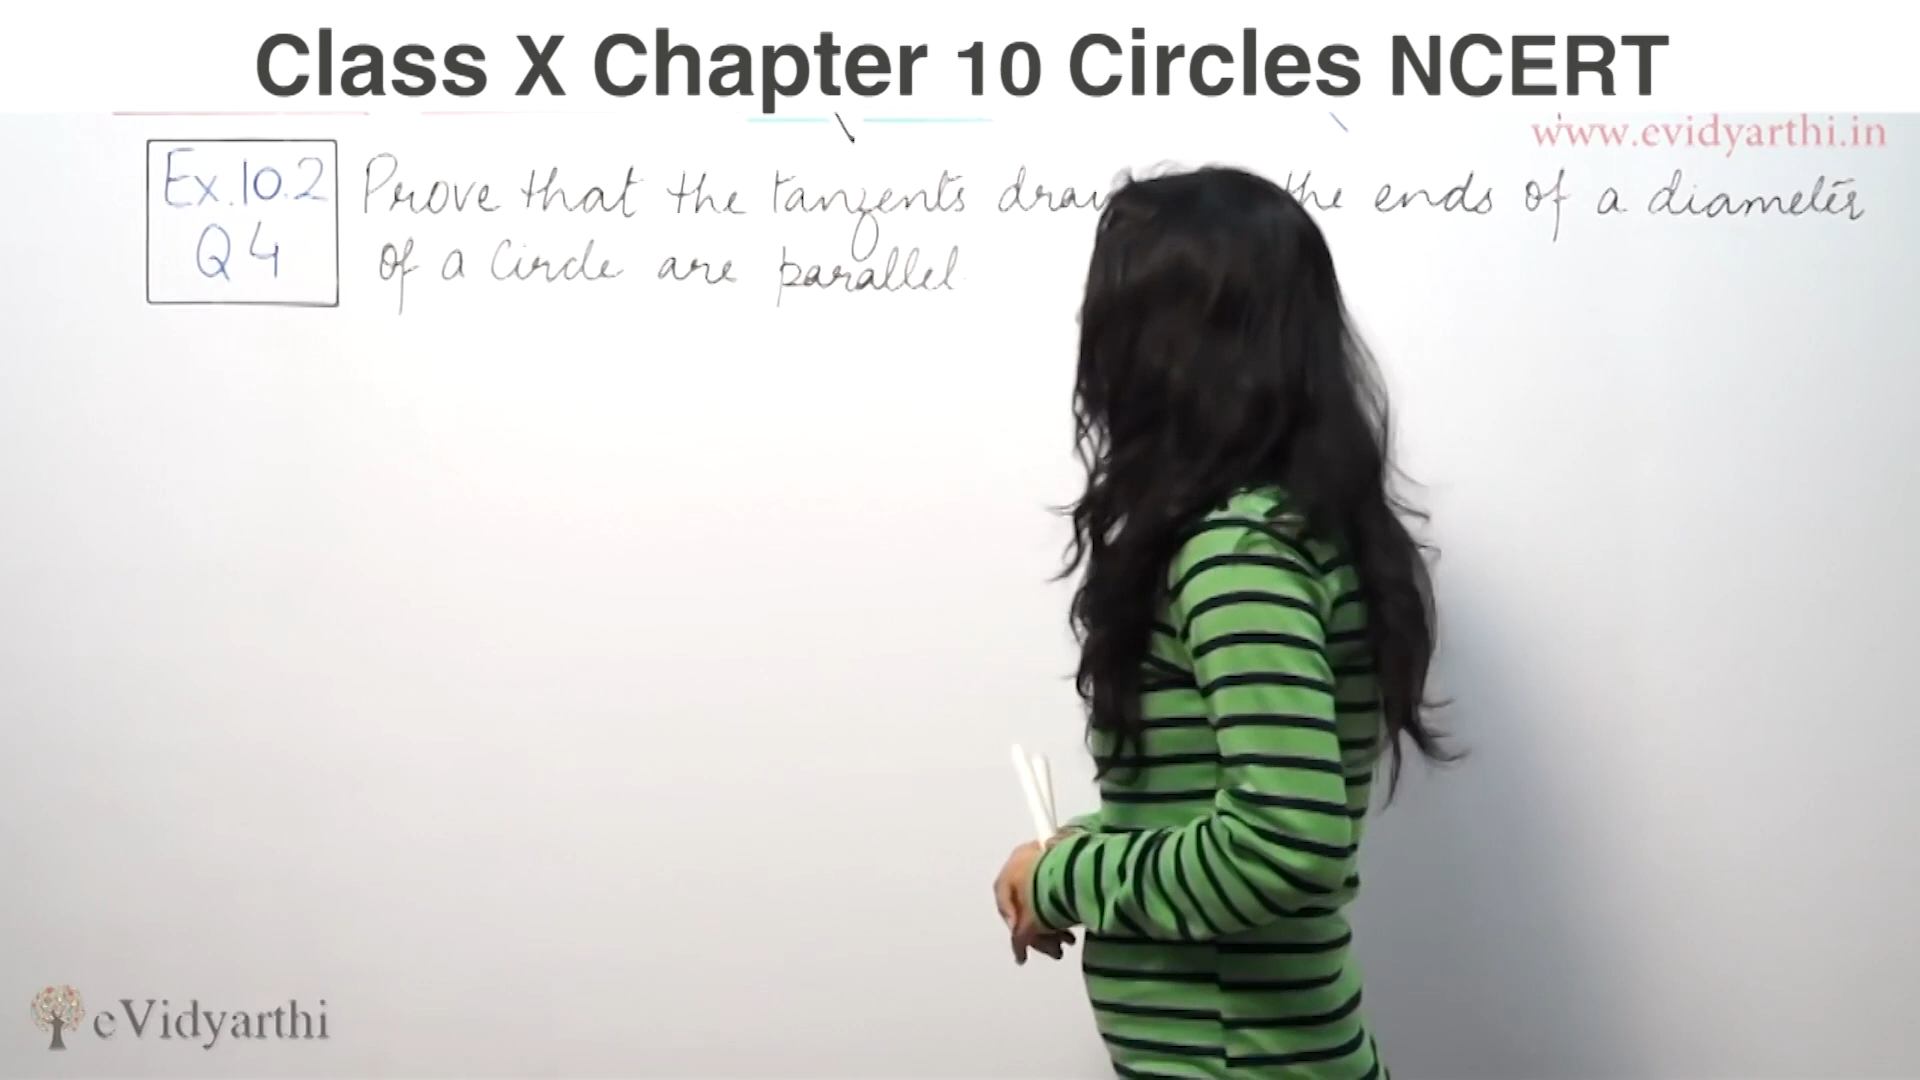 Class X Chapter 10 Circles NCERT
www.evidyarthi.in
Ex.10.2
Q4
Prove that the tangents the ends of a diameter
of a Circle are parallel
eVidyarthi